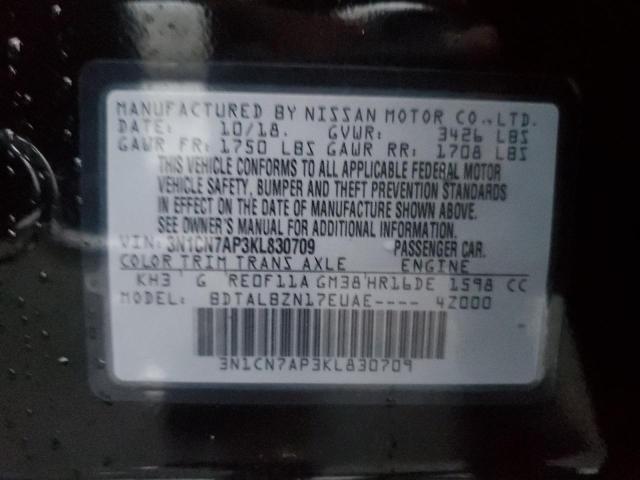 MANUFACTURED BY NISSAN MOTOR CO.,LTD.
DATE: 10/18. GVWR: 3426 LBS
GAWR FR: 1750 LBS GAWR RR: 1708 LBS
THIS VEHICLE CONFORMS TO ALL APPLICABLE FEDERAL MOTOR
VEHICLE SAFETY, BUMPER AND THEFT PREVENTION STANDARDS
IN EFFECT ON THE DATE OF MANUFACTURE SHOWN ABOVE.
SEE OWNER'S MANUAL FOR ADDITIONAL INFORMATION.
VIN: 3N1CN7AP3KL830709 PASSENGER CAR.
COLOR TRIM TRANS AXLE ENGINE
KH3 G RE0F11A GM38 HR16DE 1598 CC
MODEL: BDTALBZN17EUAE---- 4Z000
3N1CN7AP3KL830709